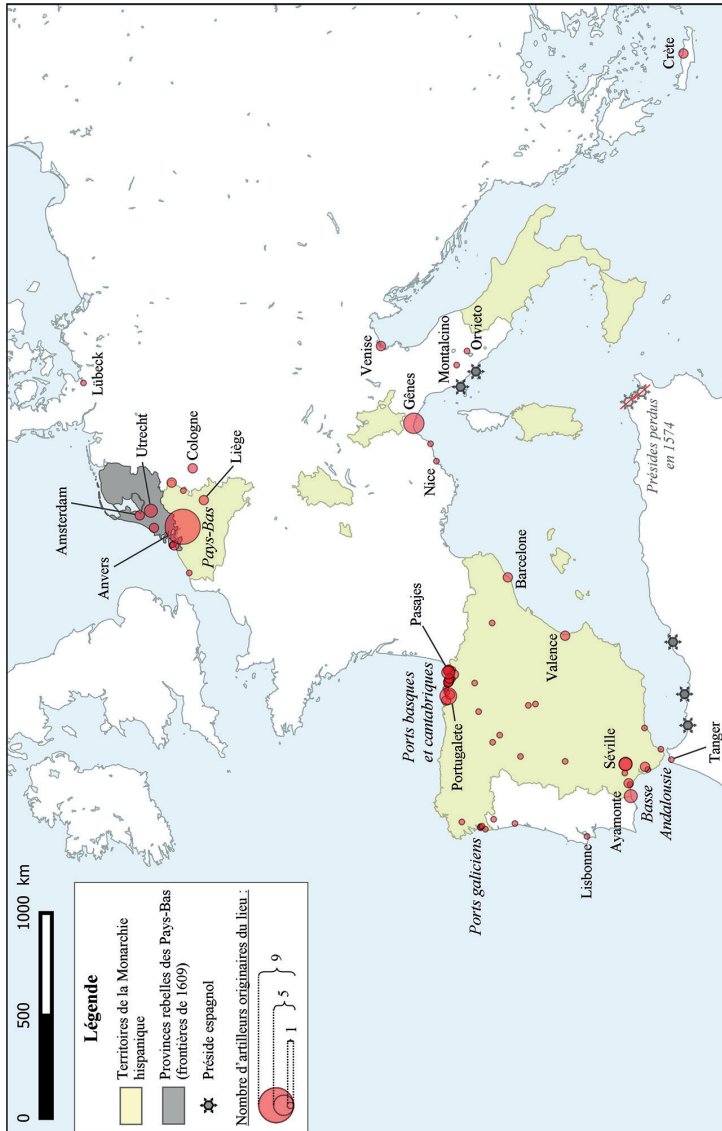 0
500
1000 km
Légende
Territoires de la Monarchie
hispanique
Provinces rebelles des Pays-Bas
(frontières de 1609)
Préside espagnol
Nombre d'artilleurs originaires du lieu :
9
5
1
Lübeck
Utrecht
Amsterdam
Cologne
Anvers
Liège
Pays-Bas
Venise
Montalcino
Orvieto
Gênes
Nice
Crète
Présides perdus
en 1574
Pasajes
Ports basques
et cantabriques
Portugalete
Barcelone
Valence
Ports galiciens
Lisbonne
Séville
Ayamonte
Basse
Andalousie
Tanger